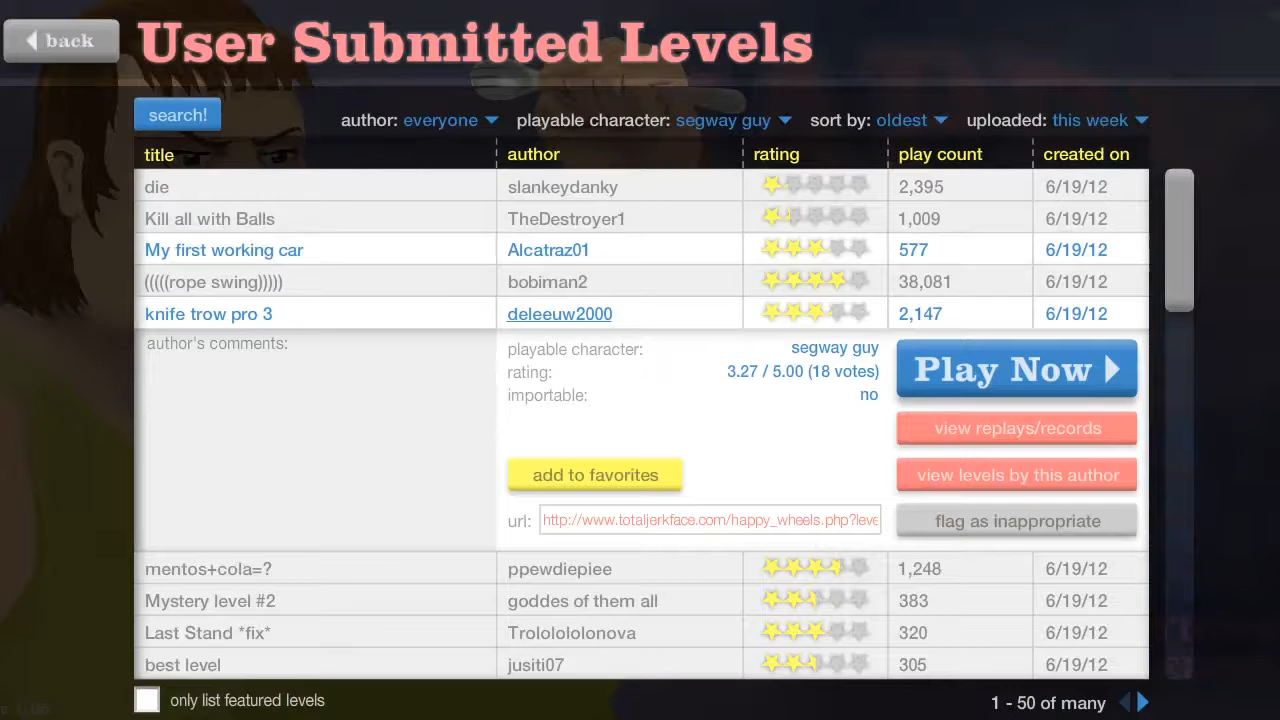 back
User Submitted Levels
search!
author: everyone playable character: segway guy sort by: oldest uploaded: this week
title author rating play count created on
die slankeydanky 2,395 6/19/12
Kill all with Balls TheDestroyer1 1,009 6/19/12
My first working car Alcatraz01 577 6/19/12
(((((rope swing))))) bobiman2 38,081 6/19/12
knife trow pro 3 deleeuw2000 2,147 6/19/12
author's comments:
playable character: segway guy
rating: 3.27 / 5.00 (18 votes)
importable: no
Play Now
view replays/records
add to favorites
view levels by this author
url: http://www.totaljerkface.com/happy_wheels.php?leve
flag as inappropriate
mentos+cola=? ppewdiepiee 1,248 6/19/12
Mystery level #2 goddes of them all 383 6/19/12
Last Stand *fix* Trololololonova 320 6/19/12
best level jusiti07 305 6/19/12
only list featured levels
1 - 50 of many